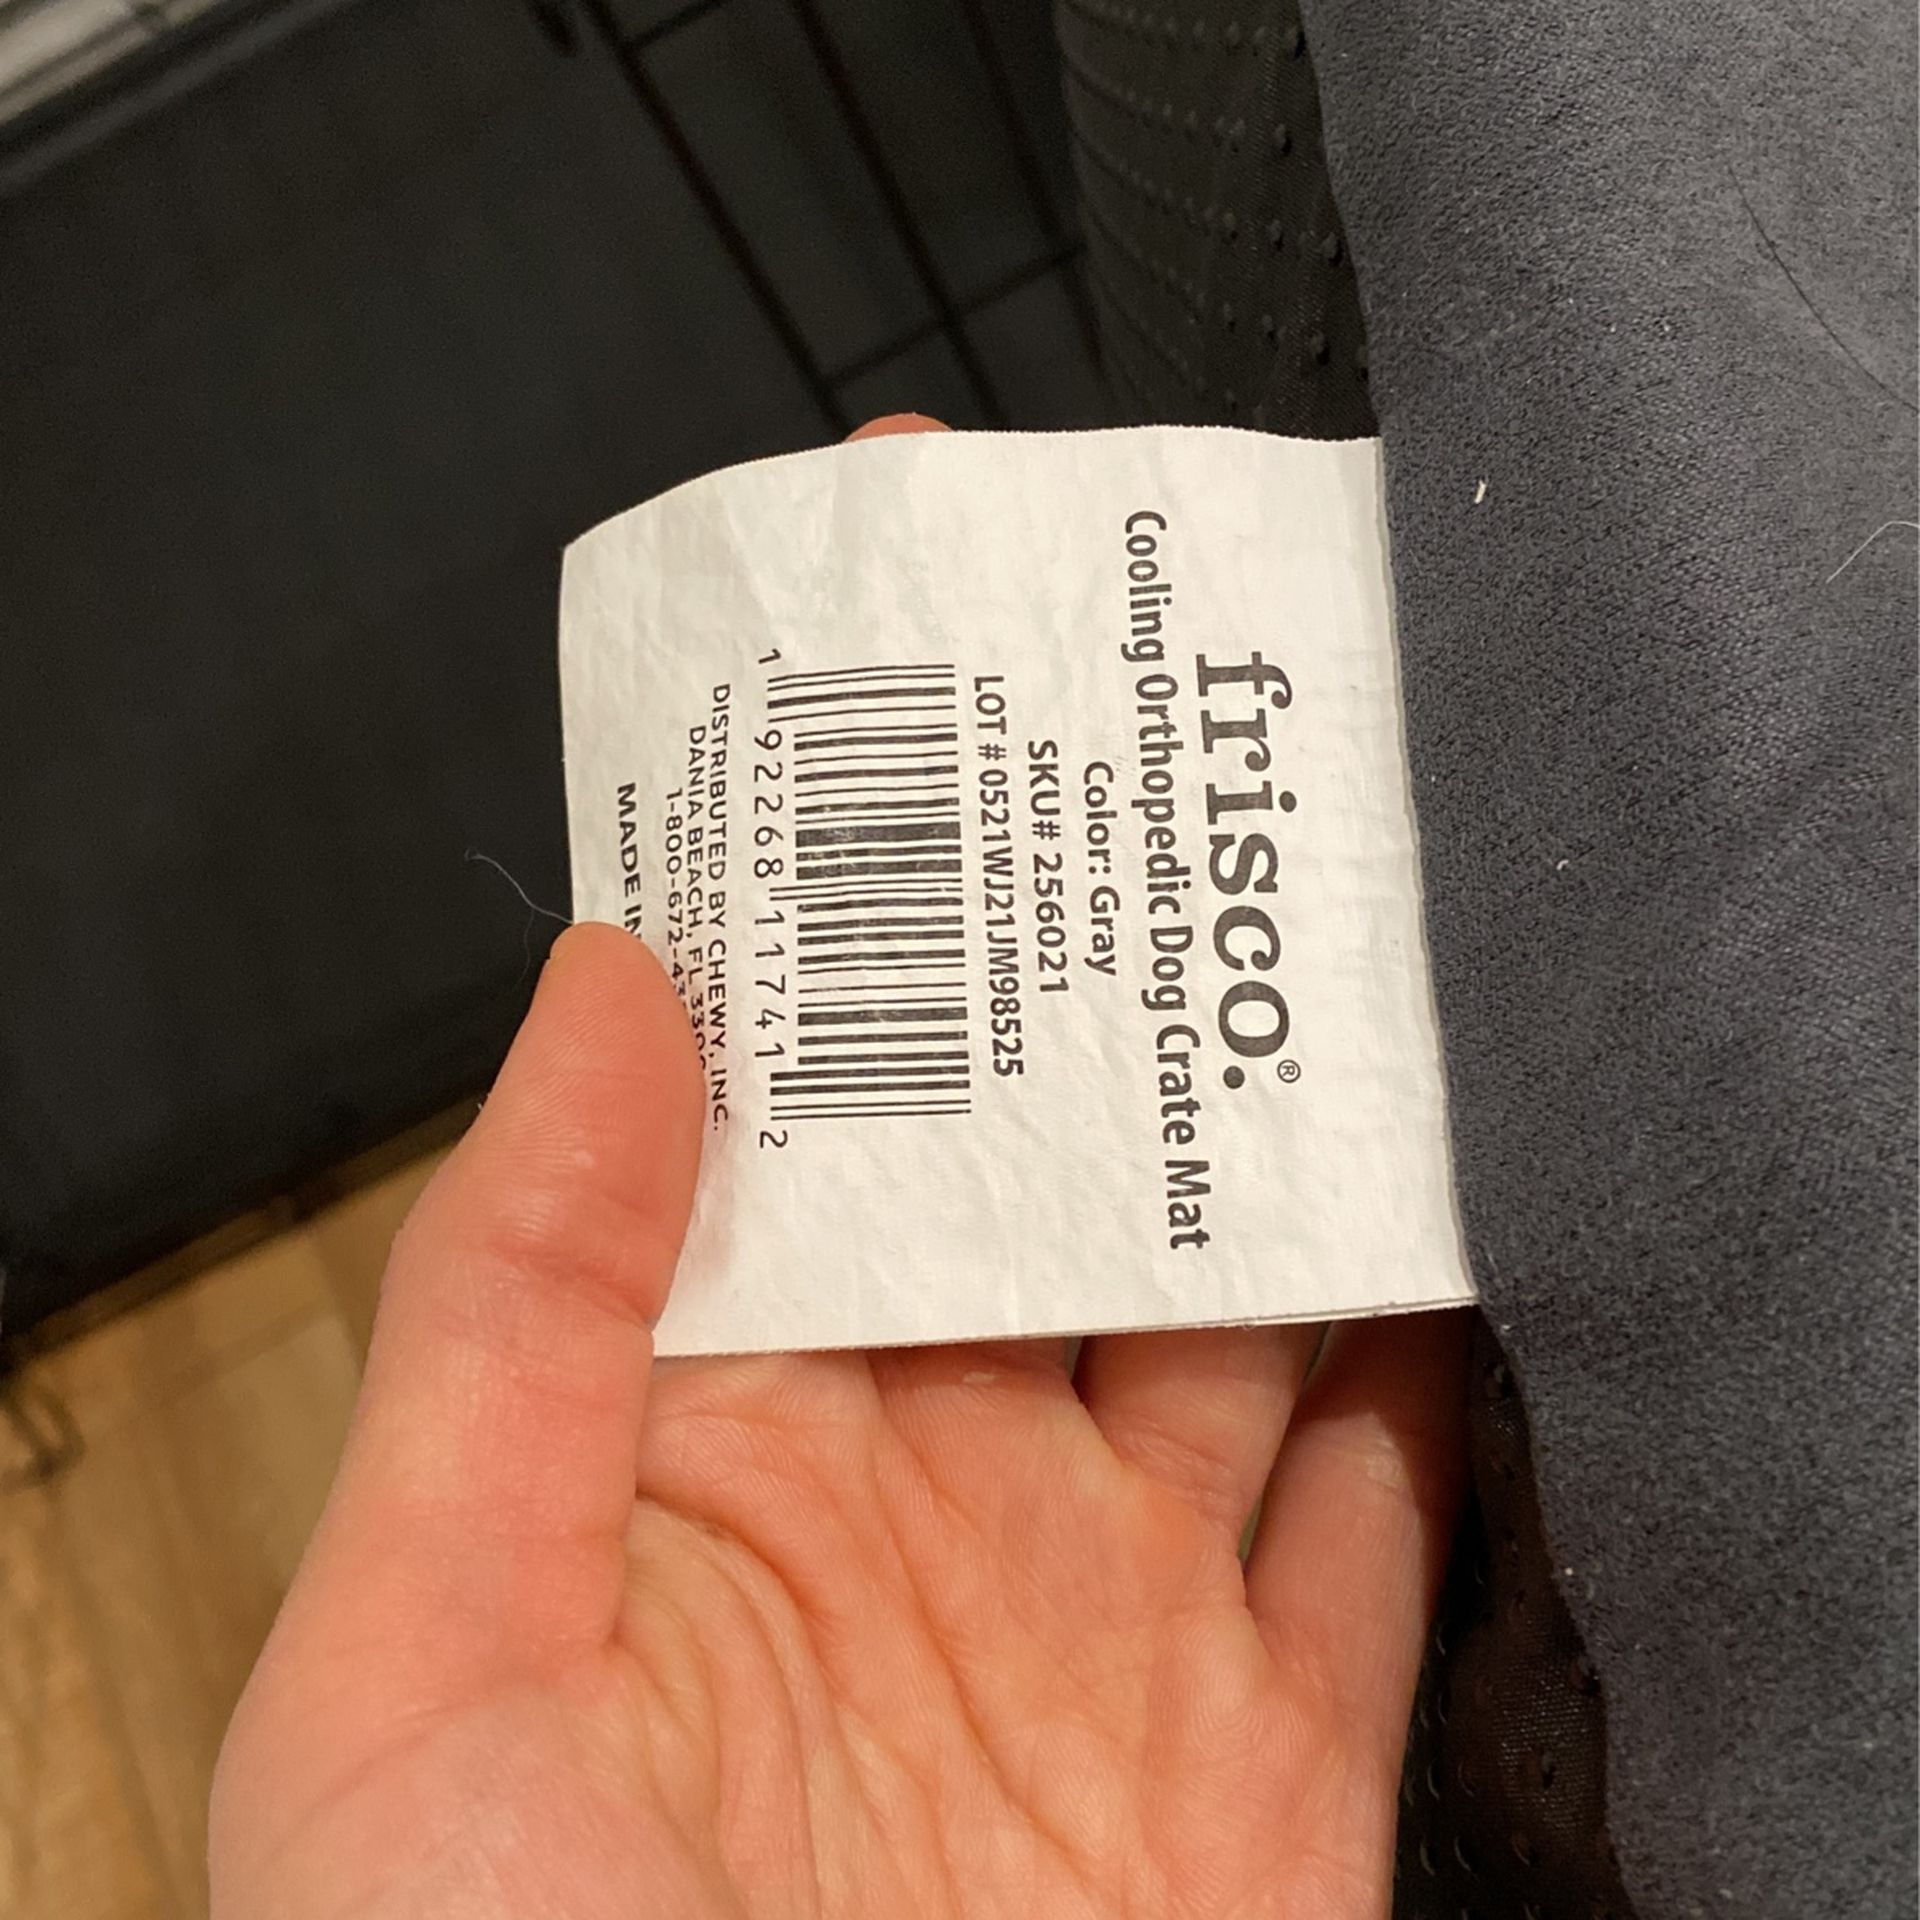 frisco.®
Cooling Orthopedic Dog Crate Mat
Color: Gray
SKU# 256021
LOT # 0521WJ21JM98525
1 92268 11741 2
DISTRIBUTED BY CHEWY, INC.
DANIA BEACH, FL
1-800-672-4
MADE IN